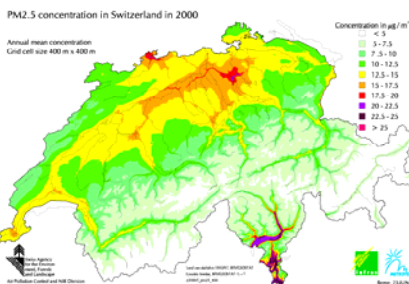 PM2.5 concentration in Switzerland in 2000
Annual mean concentration
Grid cell size 400 m x 400 m
Concentration in µg / m³
< 5
5 - 7.5
7.5 - 10
10 - 12.5
12.5 - 15
15 - 17.5
17.5 - 20
20 - 22.5
22.5 - 25
> 25
Swiss Agency
for the Environment,
Forests and
Landscape
Air Pollution Control and NIR Division